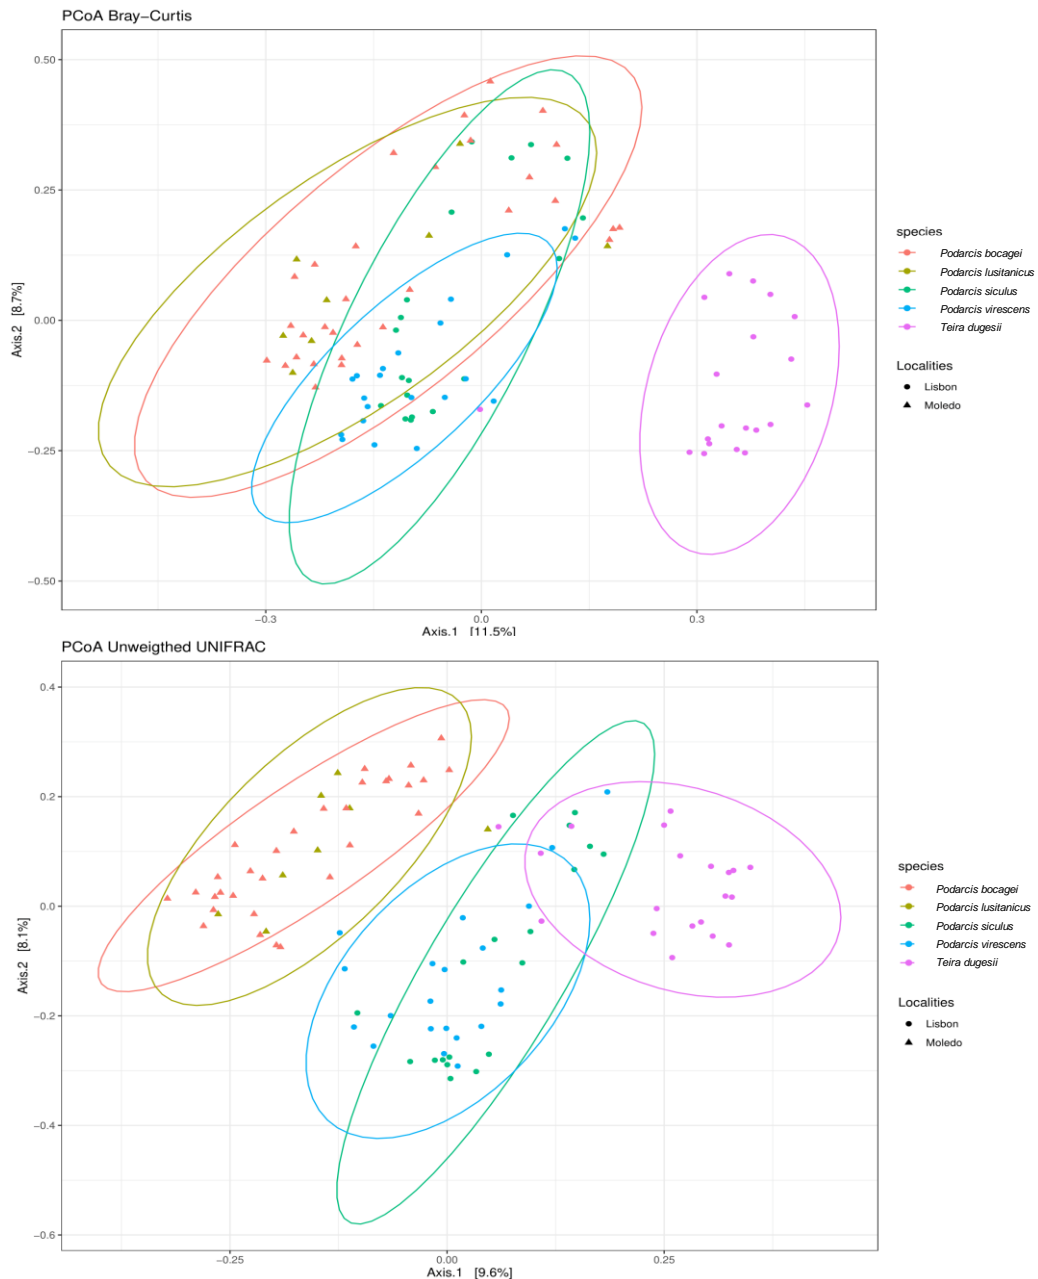 PCoA Bray−Curtis
0.50
0.25
0.00
−0.25
−0.50
Axis.2 [8.7%]
−0.3
0.0
0.3
Axis.1 [11.5%]
species
Podarcis bocagei
Podarcis lusitanicus
Podarcis siculus
Podarcis virescens
Teira dugesii
Localities
Lisbon
Moledo
PCoA Unweigthed UNIFRAC
0.4
0.2
0.0
−0.2
−0.4
−0.6
Axis.2 [8.1%]
−0.25
0.00
0.25
Axis.1 [9.6%]
species
Podarcis bocagei
Podarcis lusitanicus
Podarcis siculus
Podarcis virescens
Teira dugesii
Localities
Lisbon
Moledo